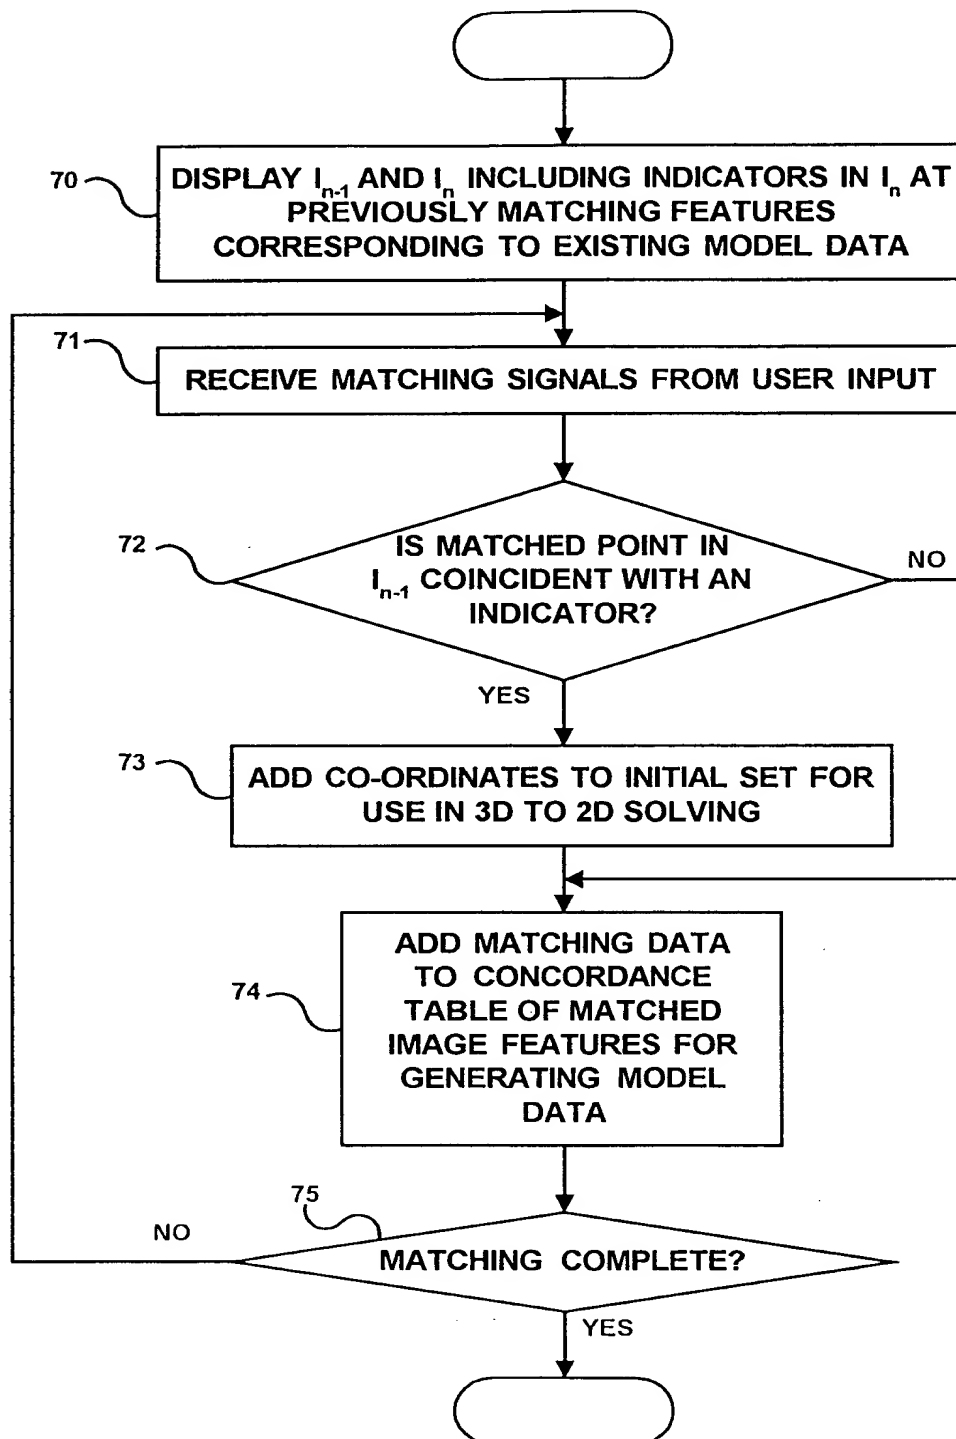 70
DISPLAY Iₙ₋₁ AND Iₙ INCLUDING INDICATORS IN Iₙ AT
PREVIOUSLY MATCHING FEATURES
CORRESPONDING TO EXISTING MODEL DATA
71
RECEIVE MATCHING SIGNALS FROM USER INPUT
72
IS MATCHED POINT IN
Iₙ₋₁ COINCIDENT WITH AN
INDICATOR?
NO
YES
73
ADD CO-ORDINATES TO INITIAL SET FOR
USE IN 3D TO 2D SOLVING
74
ADD MATCHING DATA
TO CONCORDANCE
TABLE OF MATCHED
IMAGE FEATURES FOR
GENERATING MODEL
DATA
75
NO
MATCHING COMPLETE?
YES